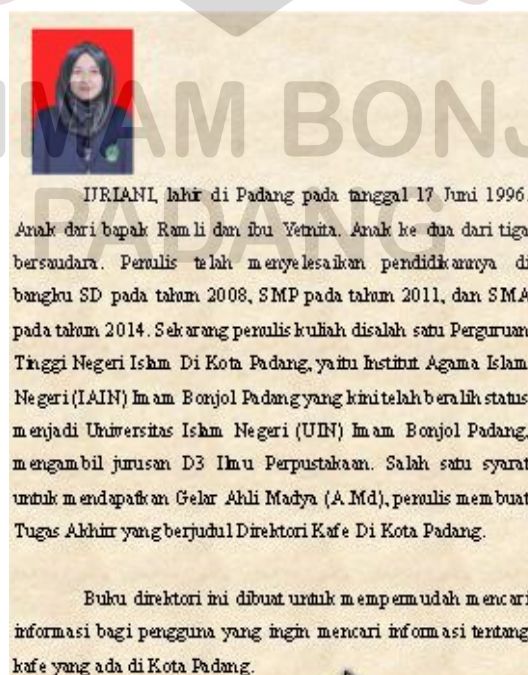 IMAM BONJ
PADANG
IJRIANI, lahir di Padang pada tanggal 17 Juni 1996.
Anak dari bapak Ramli dan ibu Yetnita. Anak ke dua dari tiga
bersaudara. Penulis telah menyelesaikan pendidikannya di
bangku SD pada tahun 2008, SMP pada tahun 2011, dan SMA
pada tahun 2014. Sekarang penulis kuliah disalah satu Perguruan
Tinggi Negeri Islam Di Kota Padang, yaitu Institut Agama Islam
Negeri (IAIN) Imam Bonjol Padang yang kini telah beralih status
menjadi Universitas Islam Negeri (UIN) Imam Bonjol Padang,
mengambil jurusan D3 Ilmu Perpustakaan. Salah satu syarat
untuk mendapatkan Gelar Ahli Madya (A.Md), penulis membuat
Tugas Akhir yang berjudul Direktori Kafe Di Kota Padang.
Buku direktori ini dibuat untuk mempermudah mencari
informasi bagi pengguna yang ingin mencari informasi tentang
kafe yang ada di Kota Padang.